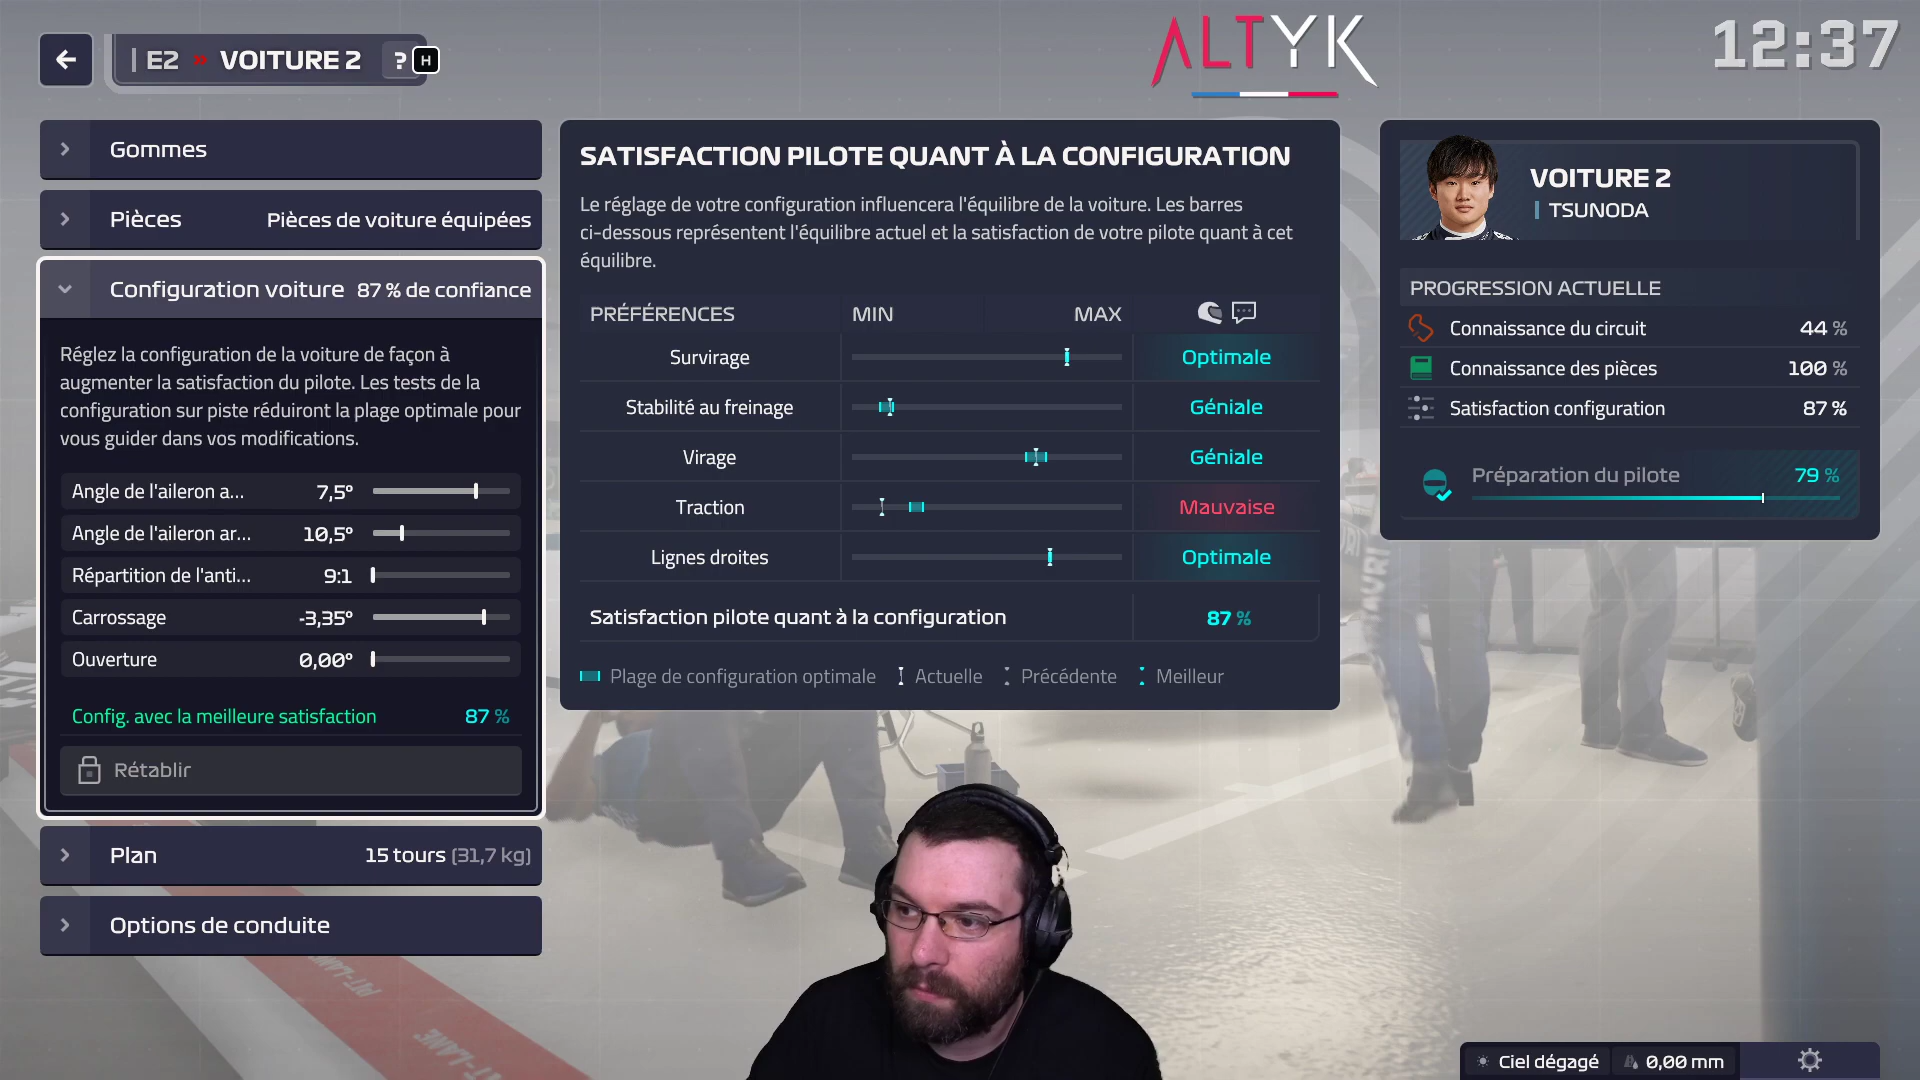 E2 » VOITURE 2 ? H
ALTYK
12:37
Gommes
Pièces Pièces de voiture équipées
Configuration voiture 87 % de confiance
Réglez la configuration de la voiture de façon à
augmenter la satisfaction du pilote. Les tests de la
configuration sur piste réduiront la plage optimale pour
vous guider dans vos modifications.
Angle de l'aileron a... 7,5°
Angle de l'aileron ar... 10,5°
Répartition de l'anti... 9:1
Carrossage -3,35°
Ouverture 0,00°
Config. avec la meilleure satisfaction 87 %
Rétablir
Plan 15 tours (31,7 kg)
Options de conduite
SATISFACTION PILOTE QUANT À LA CONFIGURATION
Le réglage de votre configuration influencera l'équilibre de la voiture. Les barres
ci-dessous représentent l'équilibre actuel et la satisfaction de votre pilote quant à cet
équilibre.
PRÉFÉRENCES MIN MAX
Survirage Optimale
Stabilité au freinage Géniale
Virage Géniale
Traction Mauvaise
Lignes droites Optimale
Satisfaction pilote quant à la configuration 87 %
Plage de configuration optimale Actuelle Précédente Meilleur
VOITURE 2
TSUNODA
PROGRESSION ACTUELLE
Connaissance du circuit 44 %
Connaissance des pièces 100 %
Satisfaction configuration 87 %
Préparation du pilote 79 %
PIT-LANE
PIT-LANE
Ciel dégagé 0,00 mm